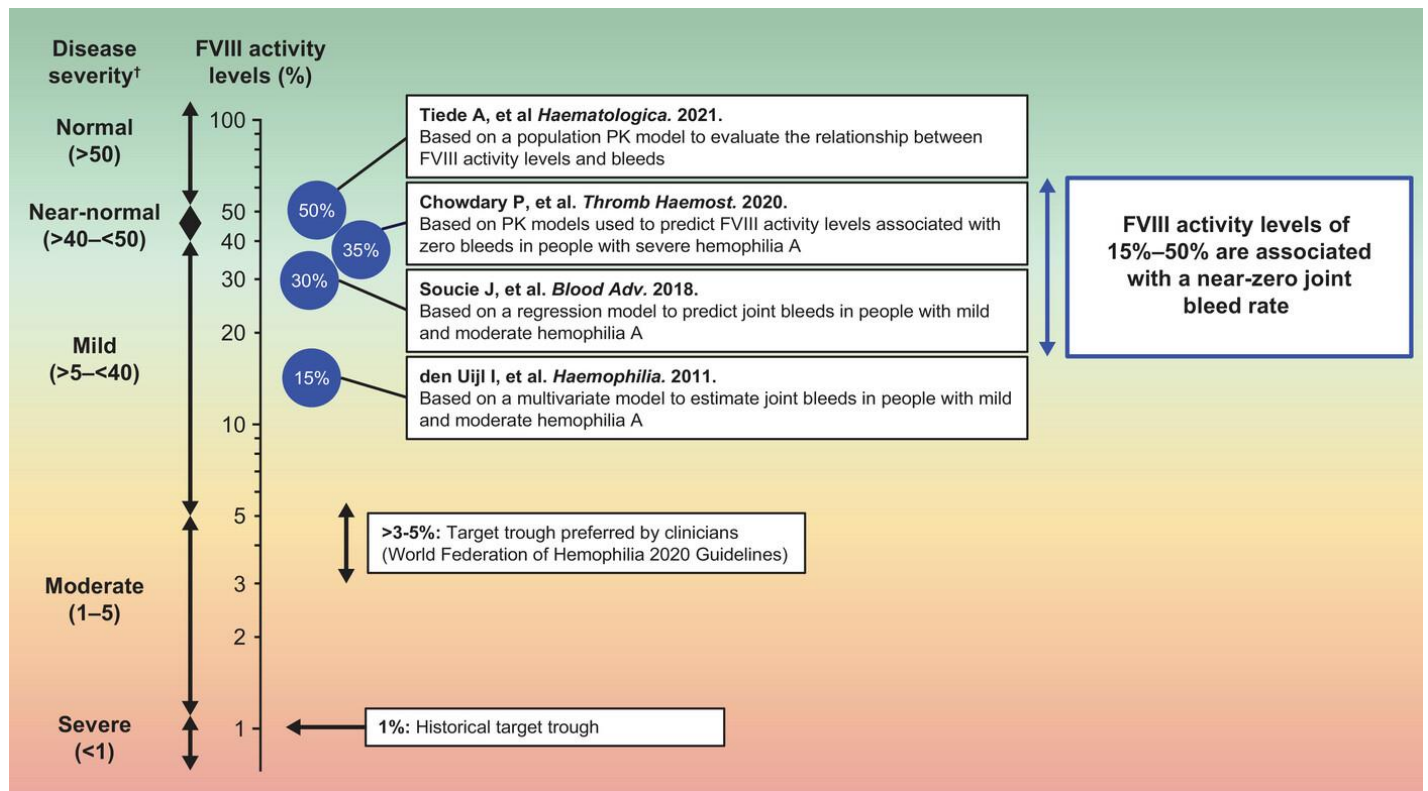 Disease
severity†
FVIII activity
levels (%)
Normal
(>50)
Near-normal
(>40–<50)
Mild
(>5–<40)
Moderate
(1–5)
Severe
(<1)
100
50
40
30
20
10
5
3
2
1
50%
35%
30%
15%
Tiede A, et al Haematologica. 2021.
Based on a population PK model to evaluate the relationship between
FVIII activity levels and bleeds
Chowdary P, et al. Thromb Haemost. 2020.
Based on PK models used to predict FVIII activity levels associated with
zero bleeds in people with severe hemophilia A
Soucie J, et al. Blood Adv. 2018.
Based on a regression model to predict joint bleeds in people with mild
and moderate hemophilia A
den Uijl I, et al. Haemophilia. 2011.
Based on a multivariate model to estimate joint bleeds in people with mild
and moderate hemophilia A
>3-5%: Target trough preferred by clinicians
(World Federation of Hemophilia 2020 Guidelines)
1%: Historical target trough
FVIII activity levels of
15%–50% are associated
with a near-zero joint
bleed rate